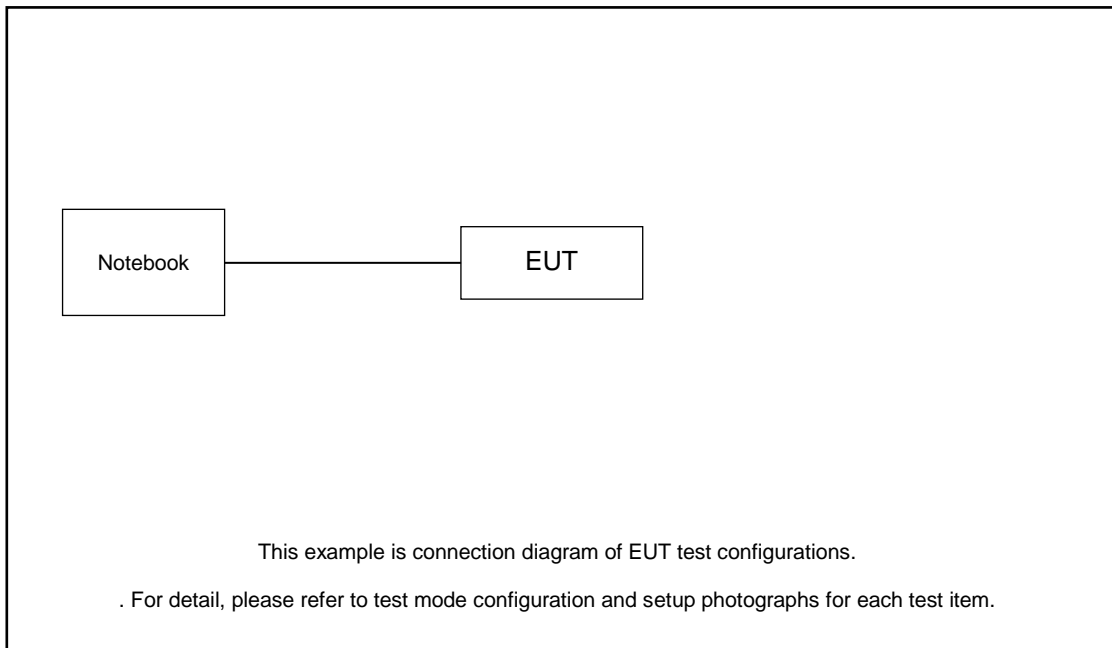 Notebook
EUT
This example is connection diagram of EUT test configurations.
. For detail, please refer to test mode configuration and setup photographs for each test item.